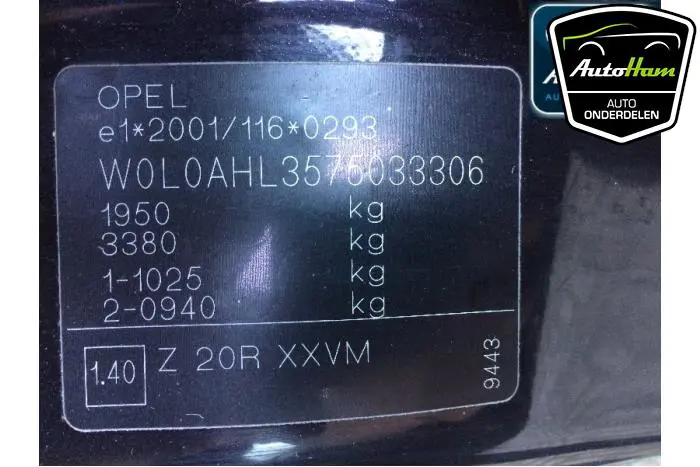 OPEL
e1*2001/116*0293
W0L0AHL3575033306
1950 kg
3380 kg
1-1025 kg
2-0940 kg
1.40 Z 20R XXVM
9443
AutoHam
AUTO
ONDERDELEN